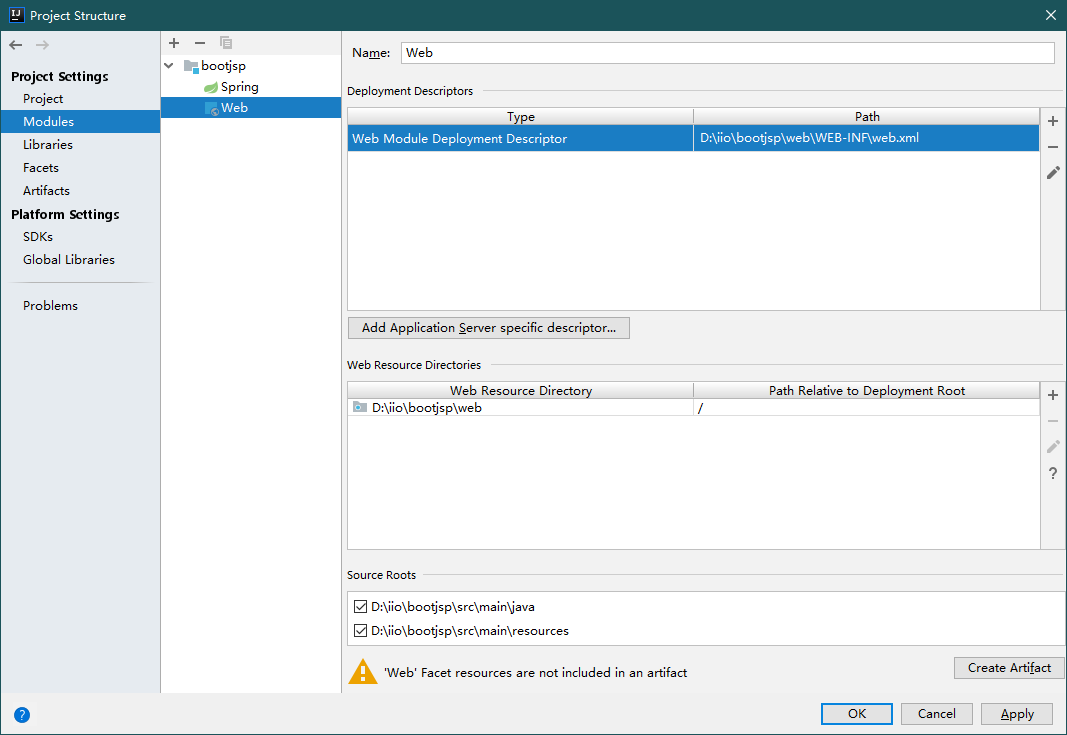 Project Structure
Project Settings
Project
Modules
Libraries
Facets
Artifacts
Platform Settings
SDKs
Global Libraries
Problems
bootjsp
Spring
Web
Name: Web
Deployment Descriptors
Type Path
Web Module Deployment Descriptor D:\iio\bootjsp\web\WEB-INF\web.xml
Add Application Server specific descriptor...
Web Resource Directories
Web Resource Directory Path Relative to Deployment Root
D:\iio\bootjsp\web /
?
Source Roots
D:\iio\bootjsp\src\main\java
D:\iio\bootjsp\src\main\resources
'Web' Facet resources are not included in an artifact
Create Artifact
?
OK Cancel Apply